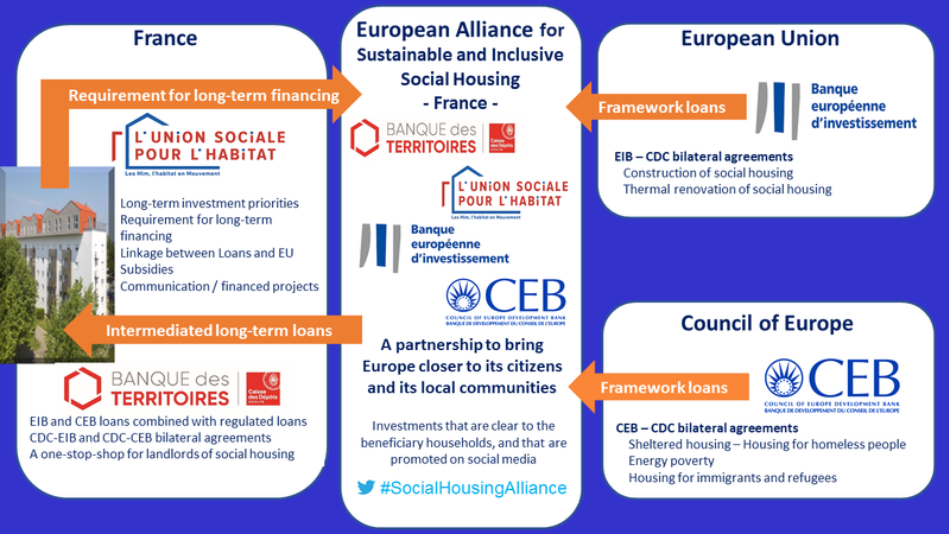 France
Requirement for long-term financing
L'UNION SOCIALE
POUR L'HABITAT
Les Hlm, l'habitat en Mouvement
Long-term investment priorities
Requirement for long-term
financing
Linkage between Loans and EU
Subsidies
Communication / financed projects
Intermediated long-term loans
BANQUE des
TERRITOIRES
Caisse
des Dépôts
GROUPE
EIB and CEB loans combined with regulated loans
CDC-EIB and CDC-CEB bilateral agreements
A one-stop-shop for landlords of social housing
European Alliance for
Sustainable and Inclusive
Social Housing
- France -
BANQUE des
TERRITOIRES
Caisse
des Dépôts
GROUPE
L'UNION SOCIALE
POUR L'HABITAT
Les Hlm, l'habitat en Mouvement
Banque
européenne
d'investissement
CEB
COUNCIL OF EUROPE DEVELOPMENT BANK
BANQUE DE DEVELOPPEMENT DU CONSEIL DE L'EUROPE
A partnership to bring
Europe closer to its citizens
and its local communities
Investments that are clear to the
beneficiary households, and that are
promoted on social media
#SocialHousingAlliance
European Union
Framework loans
Banque
européenne
d'investissement
EIB – CDC bilateral agreements
Construction of social housing
Thermal renovation of social housing
Council of Europe
Framework loans
CEB
COUNCIL OF EUROPE DEVELOPMENT BANK
BANQUE DE DEVELOPPEMENT DU CONSEIL DE L'EUROPE
CEB – CDC bilateral agreements
Sheltered housing – Housing for homeless people
Energy poverty
Housing for immigrants and refugees